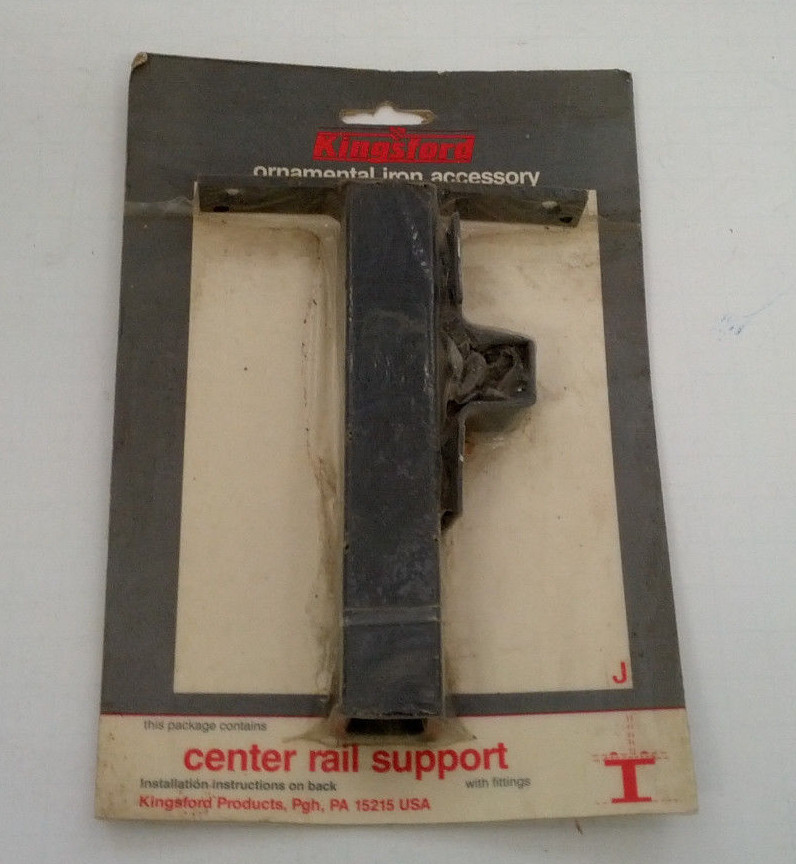 Kingsford
ornamental iron accessory
J
this package contains
center rail support
Installation instructions on back
with fittings
Kingsford Products, Pgh, PA 15215 USA